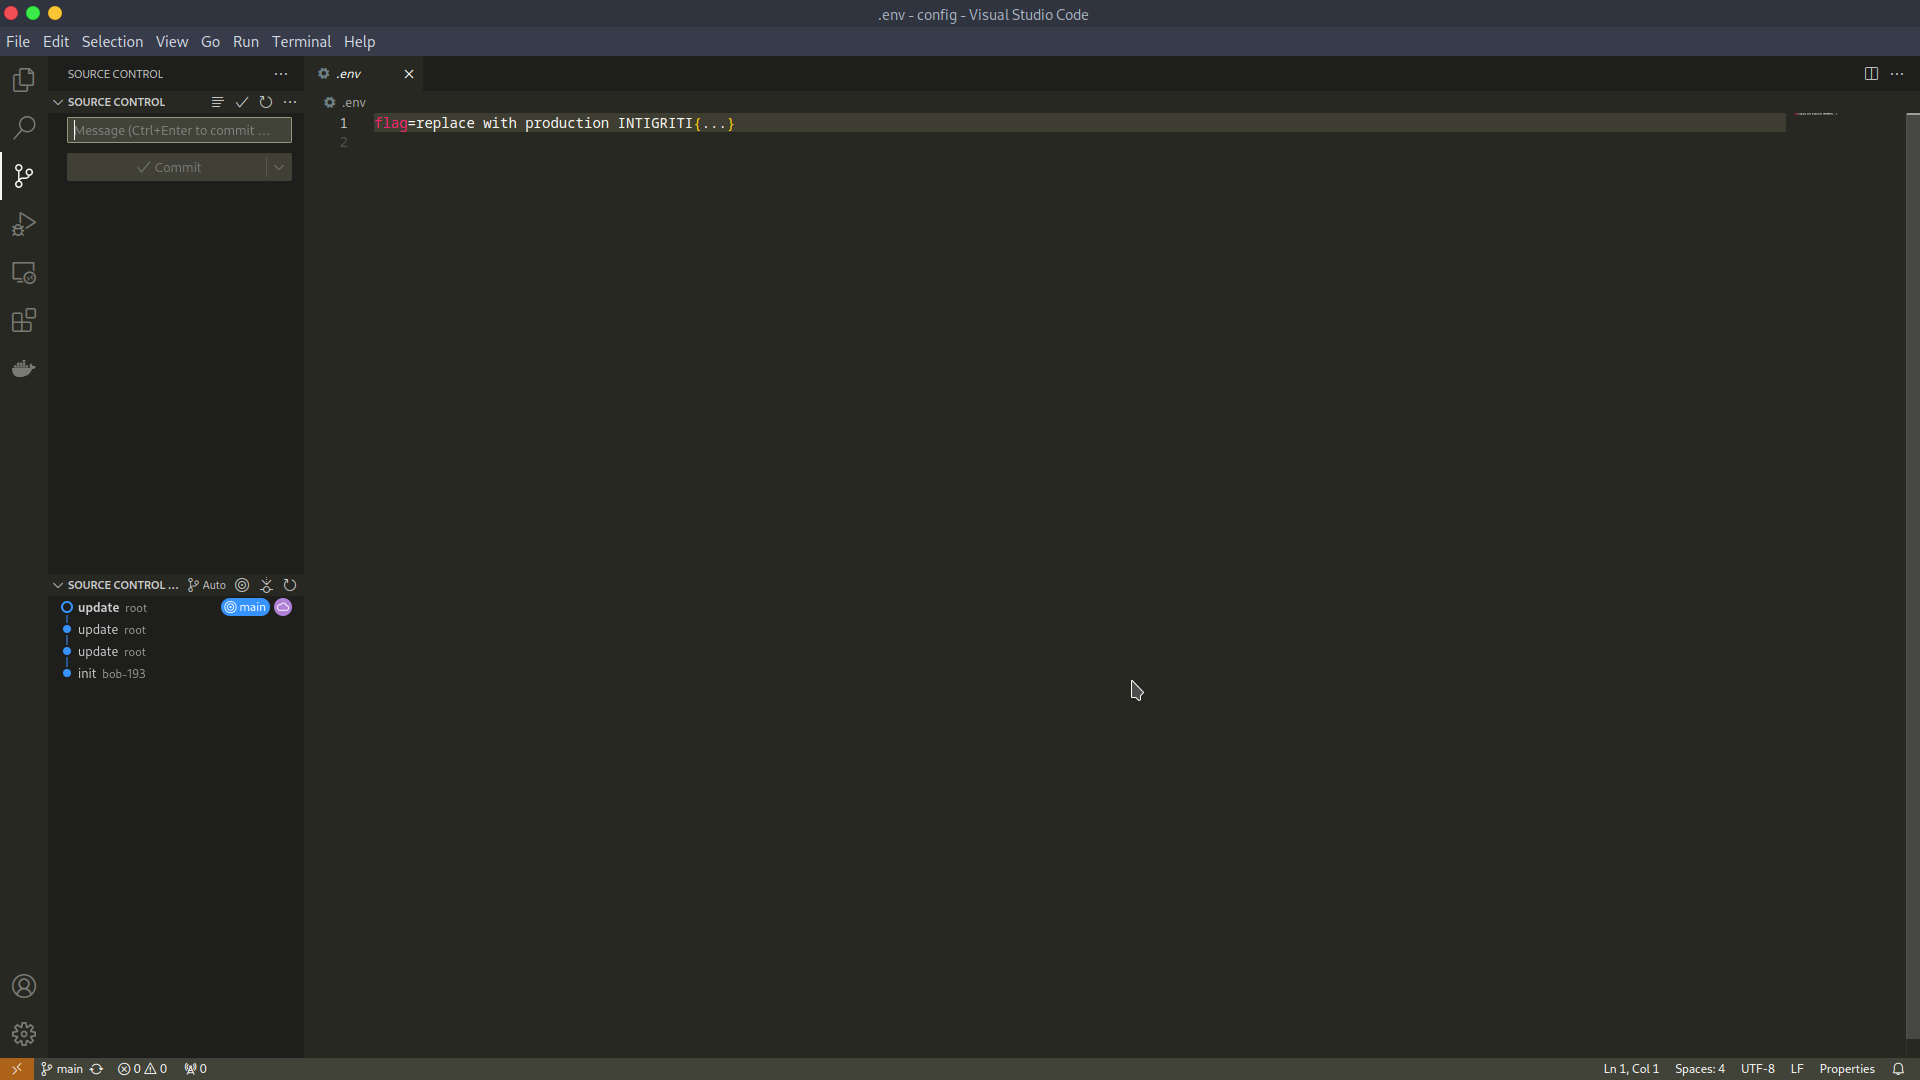 .env - config - Visual Studio Code
File Edit Selection View Go Run Terminal Help
SOURCE CONTROL
.env
SOURCE CONTROL
.env
Message (Ctrl+Enter to commit ...
Commit
1 flag=replace with production INTIGRITI{...}
2
SOURCE CONTROL ... Auto
update root main
update root
update root
init bob-193
main 0 0 0 Ln 1, Col 1 Spaces: 4 UTF-8 LF Properties